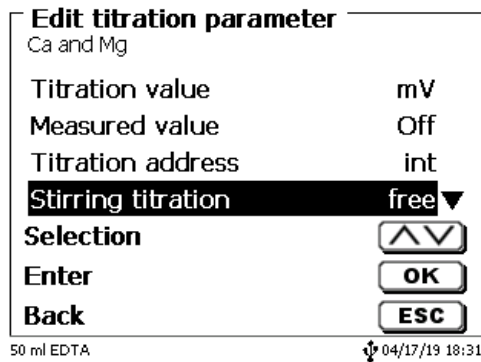 Edit titration parameter
Ca and Mg
Titration value mV
Measured value Off
Titration address int
Stirring titration free
Selection
Enter OK
Back ESC
50 ml EDTA 04/17/19 18:31